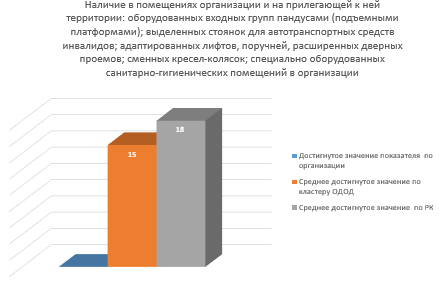 Наличие в помещениях организации и на прилегающей к ней
территории: оборудованных входных групп пандусами (подъемными
платформами); выделенных стоянок для автотранспортных средств
инвалидов; адаптированных лифтов, поручней, расширенных дверных
проемов; сменных кресел-колясок; специально оборудованных
санитарно-гигиенических помещений в организации
15
18
Достигнутое значение показателя по
организации
Среднее достигнутое значение по
кластеру ОДОД
Среднее достигнутое значение по РК